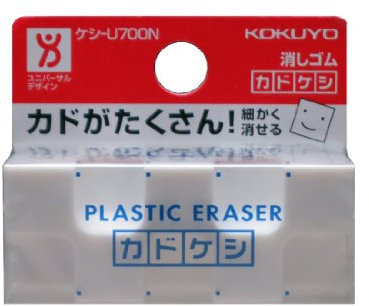 ケシ-U700N
KOKUYO
ユニバーサル
デザイン
消しゴム
カドケシ
カドがたくさん!
細かく
消せる
PLASTIC ERASER
カドケシ